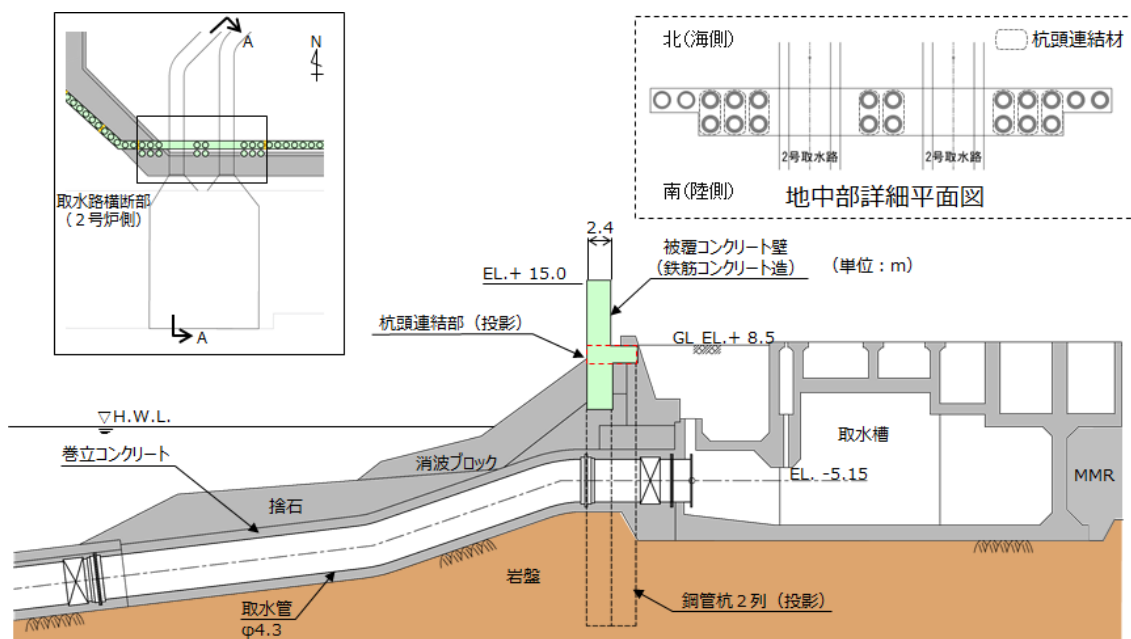 A
N
取水路横断部
(2号炉側)
A
北(海側)
杭頭連結材
2号取水路
2号取水路
南(陸側)
地中部詳細平面図
2.4
被覆コンクリート壁
(鉄筋コンクリート造)
(単位:m)
EL.+ 15.0
杭頭連結部(投影)
GL EL.+ 8.5
▽H.W.L.
巻立コンクリート
消波ブロック
取水槽
EL. -5.15
MMR
捨石
岩盤
取水管
φ4.3
鋼管杭2列(投影)